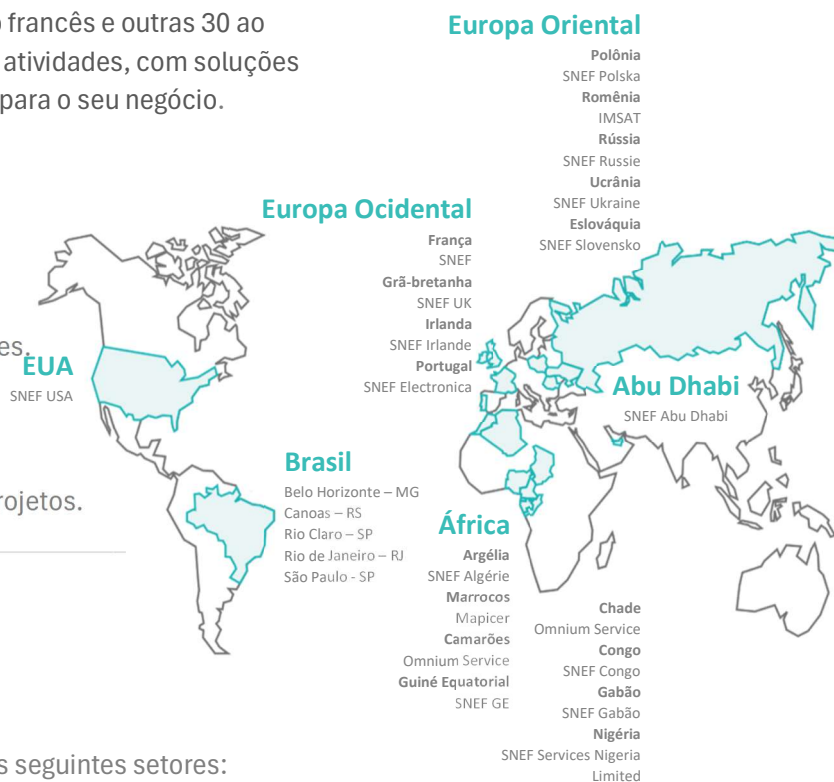 francês e outras 30 ao
atividades, com soluções
para o seu negócio.
Europa Oriental
Polônia
SNEF Polska
Romênia
IMSAT
Rússia
SNEF Russie
Ucrânia
SNEF Ukraine
Eslováquia
SNEF Slovensko
Europa Ocidental
França
SNEF
Grã-bretanha
SNEF UK
Irlanda
SNEF Irlande
Portugal
SNEF Electronica
es.
EUA
SNEF USA
Abu Dhabi
SNEF Abu Dhabi
Brasil
Belo Horizonte – MG
Canoas – RS
Rio Claro – SP
Rio de Janeiro – RJ
São Paulo - SP
rojetos.
África
Argélia
SNEF Algérie
Marrocos
Mapicer
Camarões
Omnium Service
Guiné Equatorial
SNEF GE
Chade
Omnium Service
Congo
SNEF Congo
Gabão
SNEF Gabão
Nigéria
SNEF Services Nigeria
Limited
s seguintes setores: